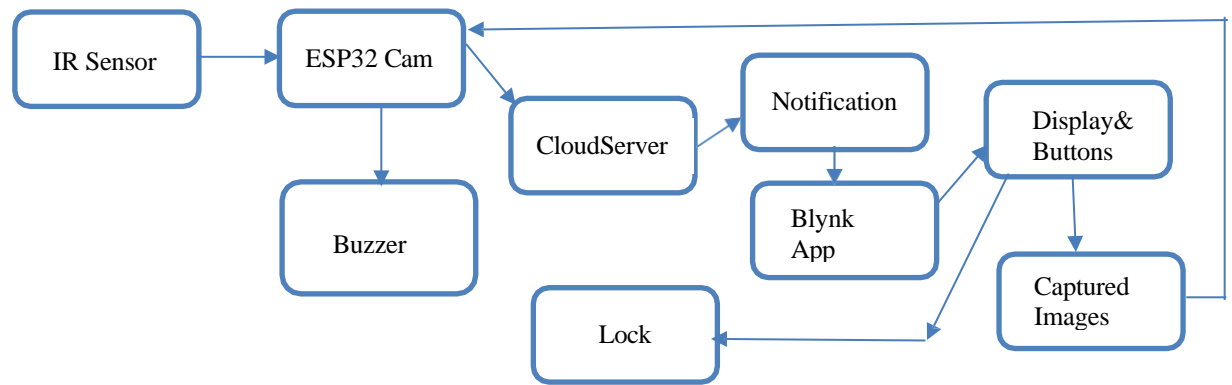 IR Sensor
ESP32 Cam
CloudServer
Notification
Display&
Buttons
Buzzer
Blynk
App
Lock
Captured
Images